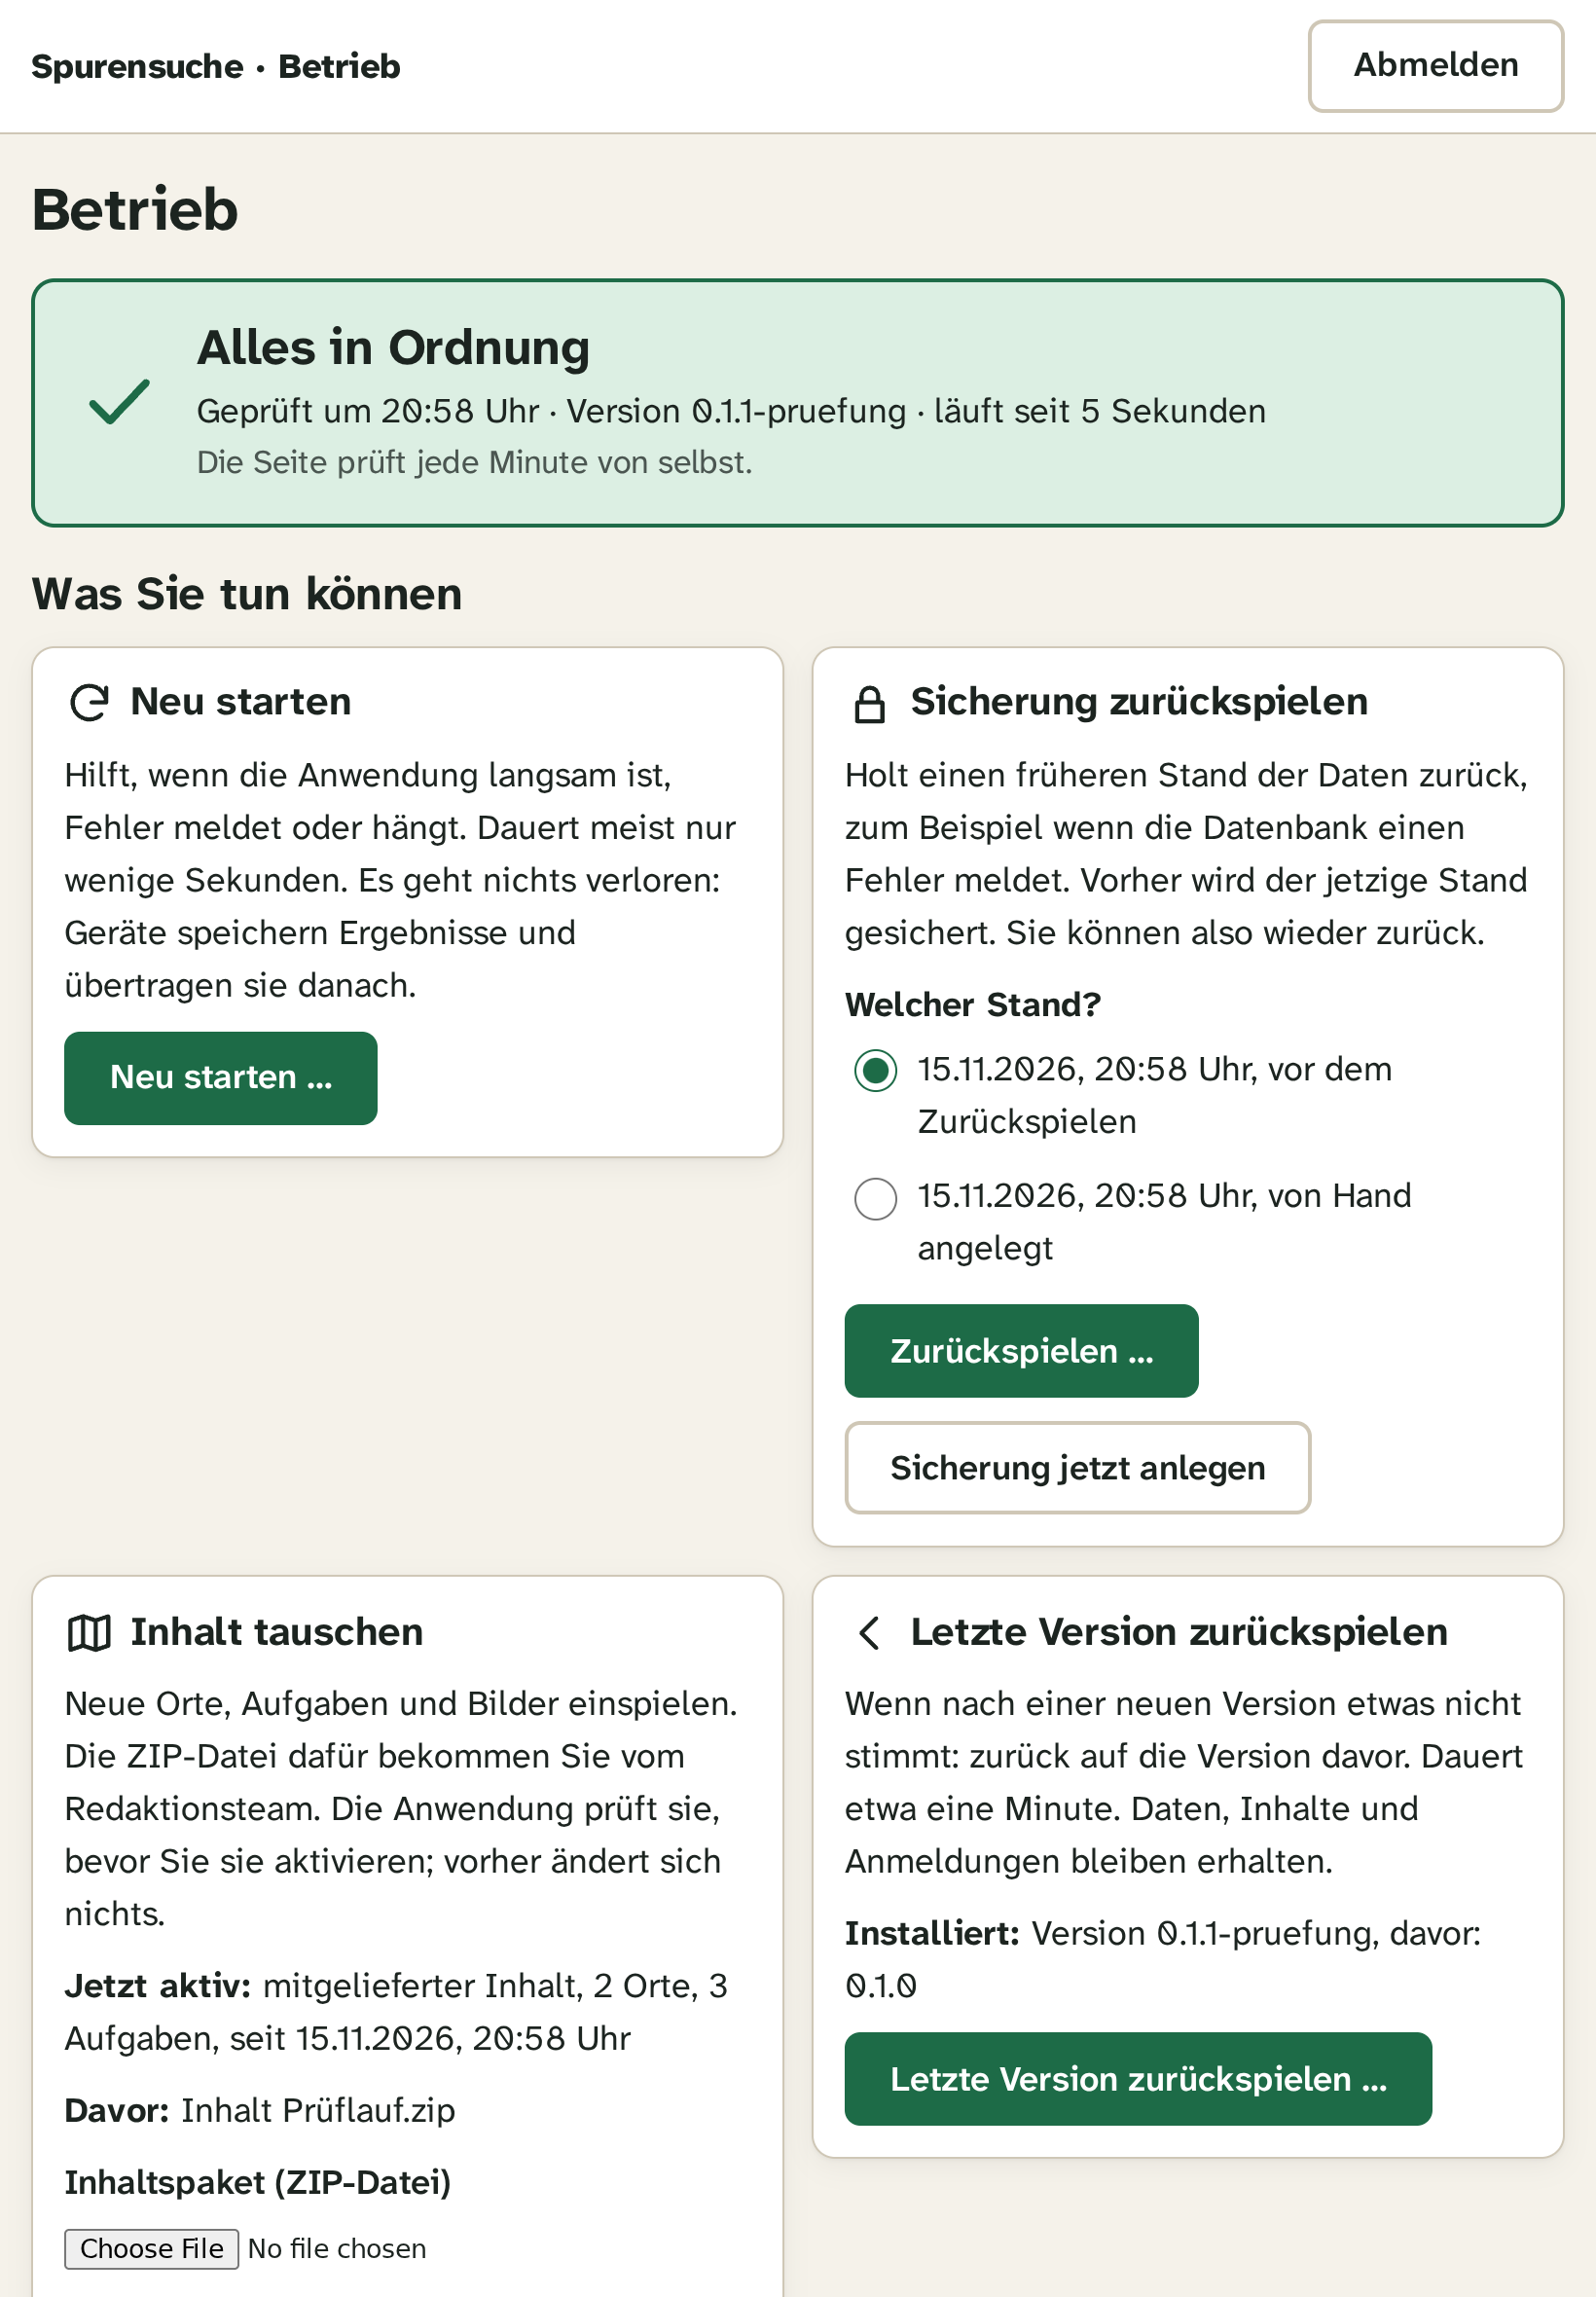 Spurensuche · Betrieb
Abmelden
Betrieb
Alles in Ordnung
Geprüft um 20:58 Uhr · Version 0.1.1-pruefung · läuft seit 5 Sekunden
Die Seite prüft jede Minute von selbst.
Was Sie tun können
Neu starten
Hilft, wenn die Anwendung langsam ist,
Fehler meldet oder hängt. Dauert meist nur
wenige Sekunden. Es geht nichts verloren:
Geräte speichern Ergebnisse und
übertragen sie danach.
Neu starten ...
Sicherung zurückspielen
Holt einen früheren Stand der Daten zurück,
zum Beispiel wenn die Datenbank einen
Fehler meldet. Vorher wird der jetzige Stand
gesichert. Sie können also wieder zurück.
Welcher Stand?
15.11.2026, 20:58 Uhr, vor dem
Zurückspielen
15.11.2026, 20:58 Uhr, von Hand
angelegt
Zurückspielen ...
Sicherung jetzt anlegen
Inhalt tauschen
Neue Orte, Aufgaben und Bilder einspielen.
Die ZIP-Datei dafür bekommen Sie vom
Redaktionsteam. Die Anwendung prüft sie,
bevor Sie sie aktivieren; vorher ändert sich
nichts.
Jetzt aktiv: mitgelieferter Inhalt, 2 Orte, 3
Aufgaben, seit 15.11.2026, 20:58 Uhr
Davor: Inhalt Prüflauf.zip
Inhaltspaket (ZIP-Datei)
Choose File No file chosen
Letzte Version zurückspielen
Wenn nach einer neuen Version etwas nicht
stimmt: zurück auf die Version davor. Dauert
etwa eine Minute. Daten, Inhalte und
Anmeldungen bleiben erhalten.
Installiert: Version 0.1.1-pruefung, davor:
0.1.0
Letzte Version zurückspielen ...